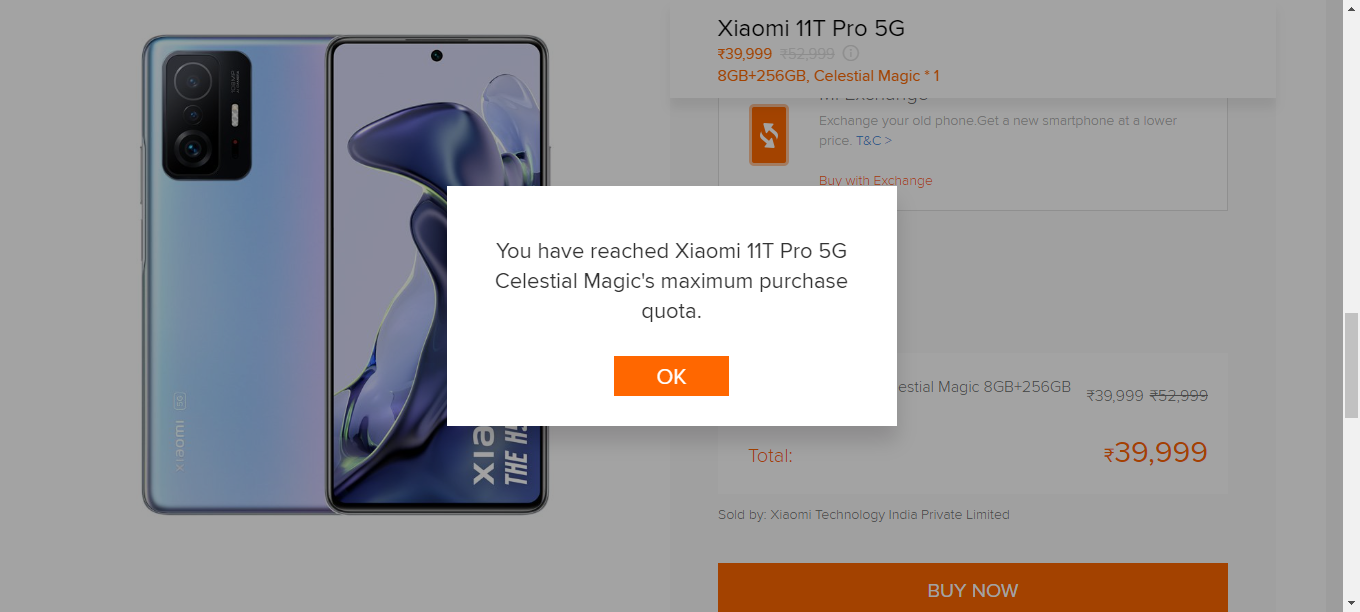 Xiaomi 11T Pro 5G
₹39,999 ₹52,999
8GB+256GB, Celestial Magic * 1
Mi Exchange
Exchange your old phone.Get a new smartphone at a lower
price. T&C >
Buy with Exchange
108MP
5G
xiaomi
THE H
You have reached Xiaomi 11T Pro 5G
Celestial Magic's maximum purchase
quota.
OK
estial Magic 8GB+256GB
₹39,999 ₹52,999
Total:
₹39,999
Sold by: Xiaomi Technology India Private Limited
BUY NOW